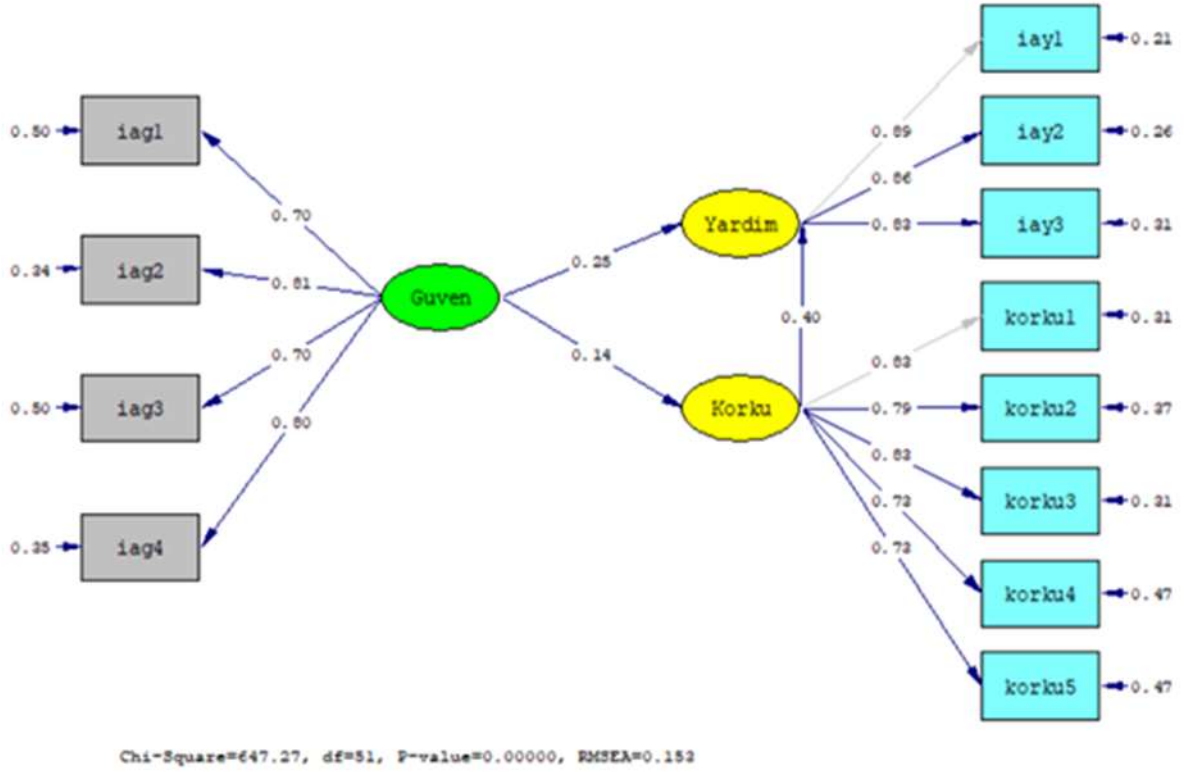 iay1
0.21
0.50
iag1
0.89
iay2
0.26
0.86
0.70
Yardim
0.83
iay3
0.31
0.25
0.34
iag2
0.81
Guven
0.40
korku1
0.31
0.70
0.14
0.83
0.50
iag3
Korku
0.79
korku2
0.37
0.80
0.83
0.73
korku3
0.31
0.35
iag4
0.73
korku4
0.47
korku5
0.47
Chi-Square=647.27, df=51, P-value=0.00000, RMSEA=0.153